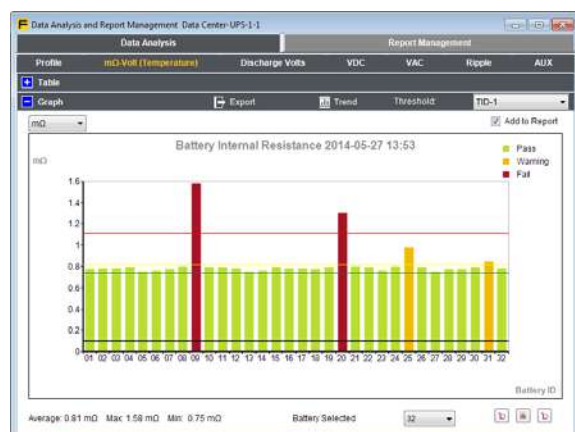 Data Analysis and Report Management Data Center-UPS-1-1
Data Analysis Report Management
Profile mΩ-Volt (Temperature) Discharge Volts VDC VAC Ripple AUX
Table
Graph Export Trend Threshold: TID-1
mΩ Add to Report
Battery Internal Resistance 2014-05-27 13:53
Pass
Warning
Fail
mΩ
1.6
1.4
1.2
1
0.8
0.6
0.4
0.2
0
01 02 03 04 05 06 07 08 09 10 11 12 13 14 15 16 17 18 19 20 21 22 23 24 25 26 27 28 29 30 31 32
Battery ID
Average: 0.81 mΩ Max: 1.58 mΩ Min: 0.75 mΩ Battery Selected 32